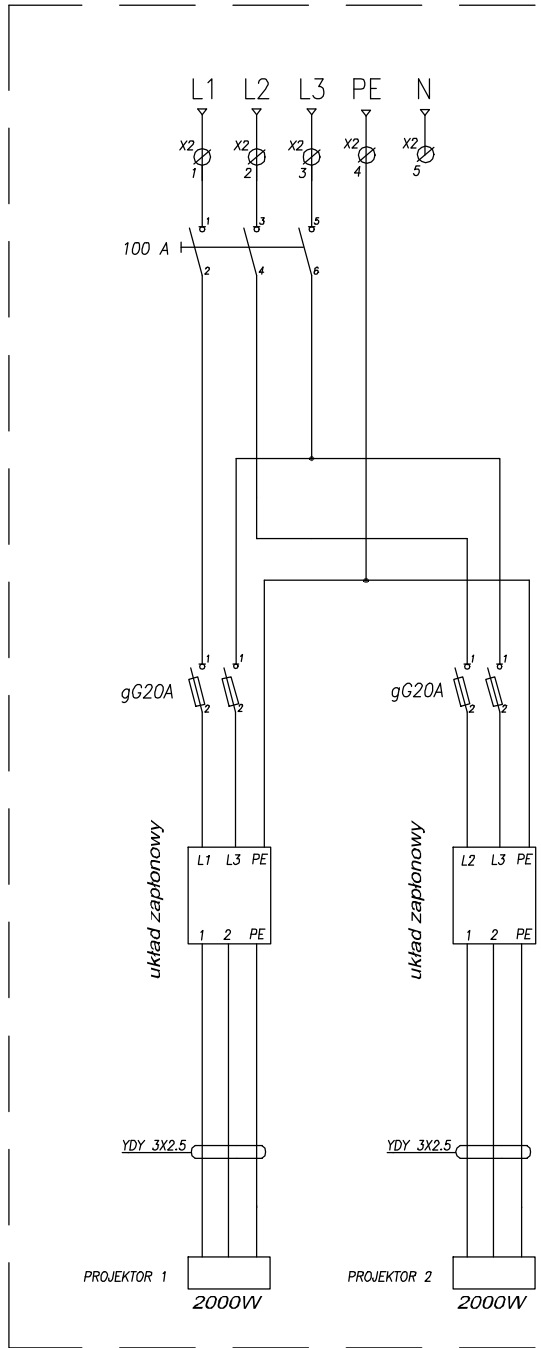 L1 L2 L3 PE N
X2 X2 X2 X2 X2
1 2 3 4 5
1 3 5
100 A
2 4 6
1 1 1 1
gG20A gG20A
2 2 2 2
układ zapłonowy układ zapłonowy
L1 L3 PE L2 L3 PE
1 2 PE 1 2 PE
YDY 3X2.5 YDY 3X2.5
PROJEKTOR 1 PROJEKTOR 2
2000W 2000W